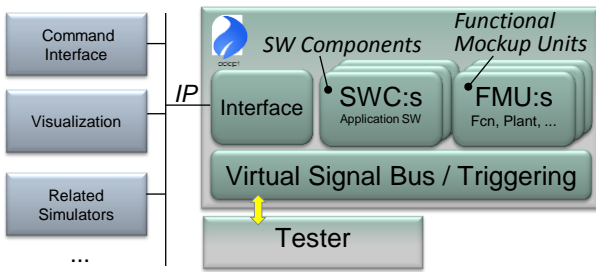 Command
Interface
Visualization
Related
Simulators
...
IP
SW Components
Functional
Mockup Units
Interface
SWC:s
Application SW
FMU:s
Fcn, Plant, ...
Virtual Signal Bus / Triggering
Tester